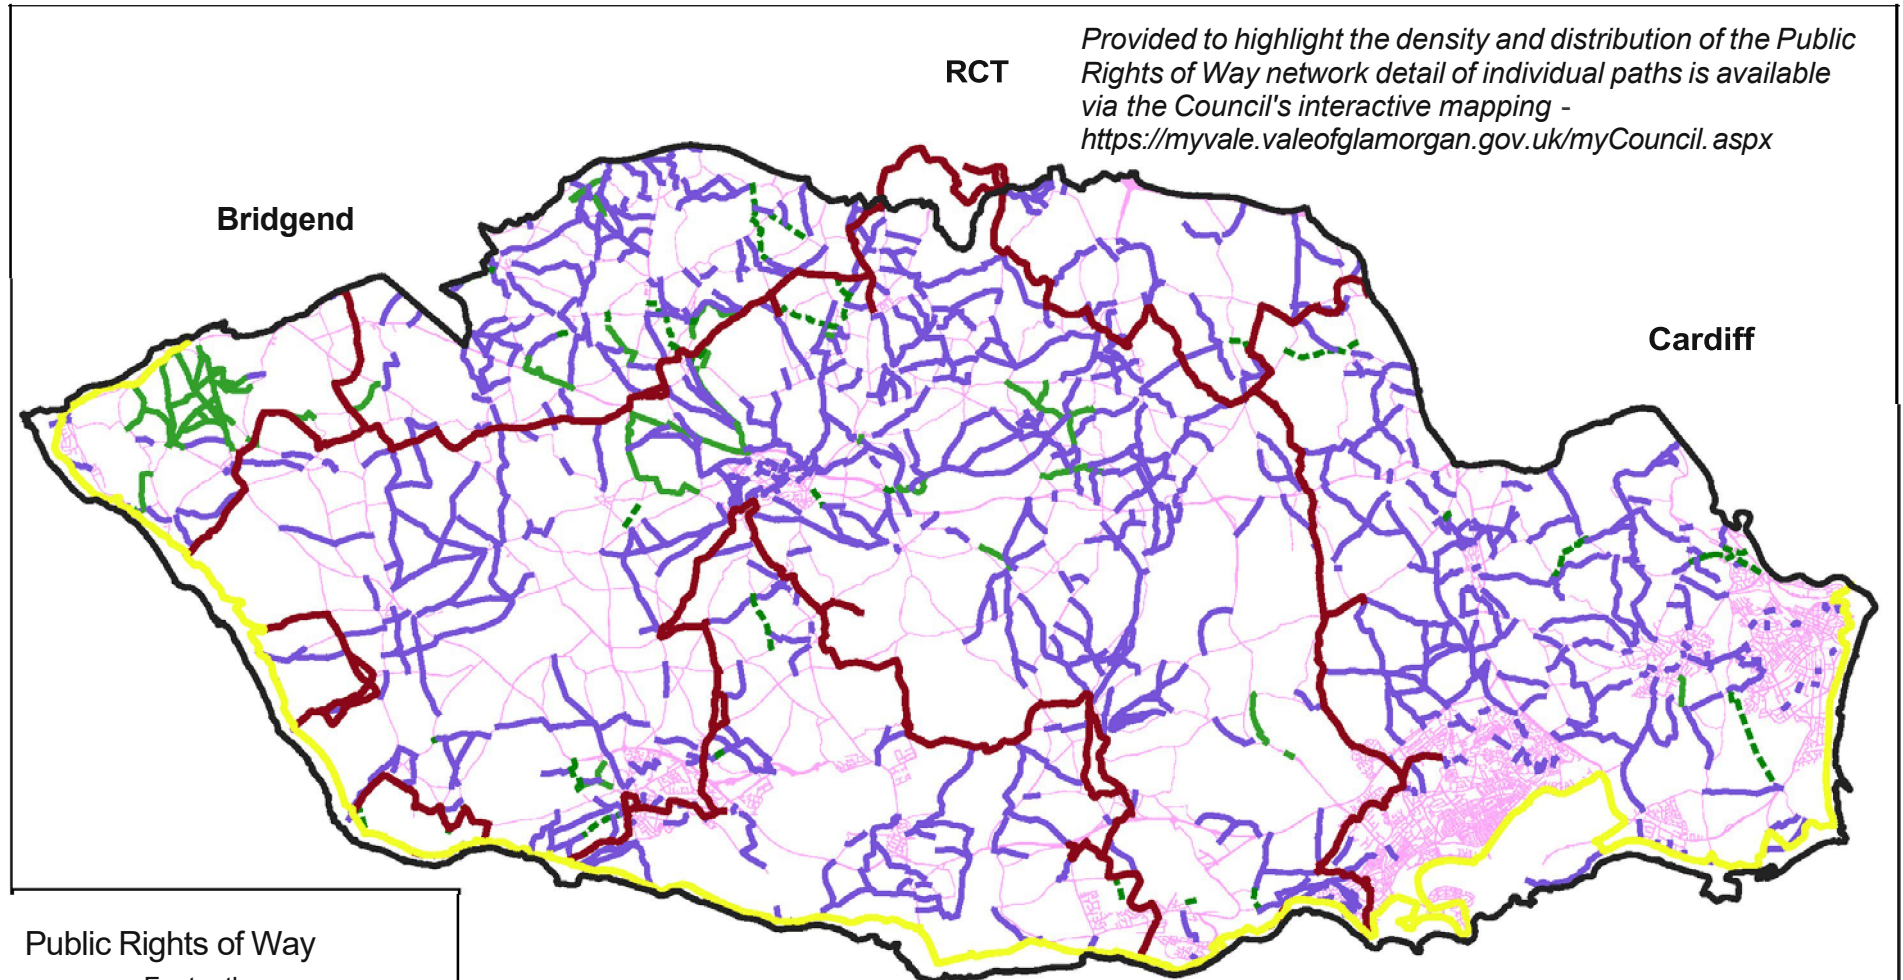 Provided to highlight the density and distribution of the Public
Rights of Way network detail of individual paths is available
via the Council's interactive mapping -
https://myvale.valeofglamorgan.gov.uk/myCouncil.aspx
RCT
Bridgend
Cardiff
Public Rights of Way